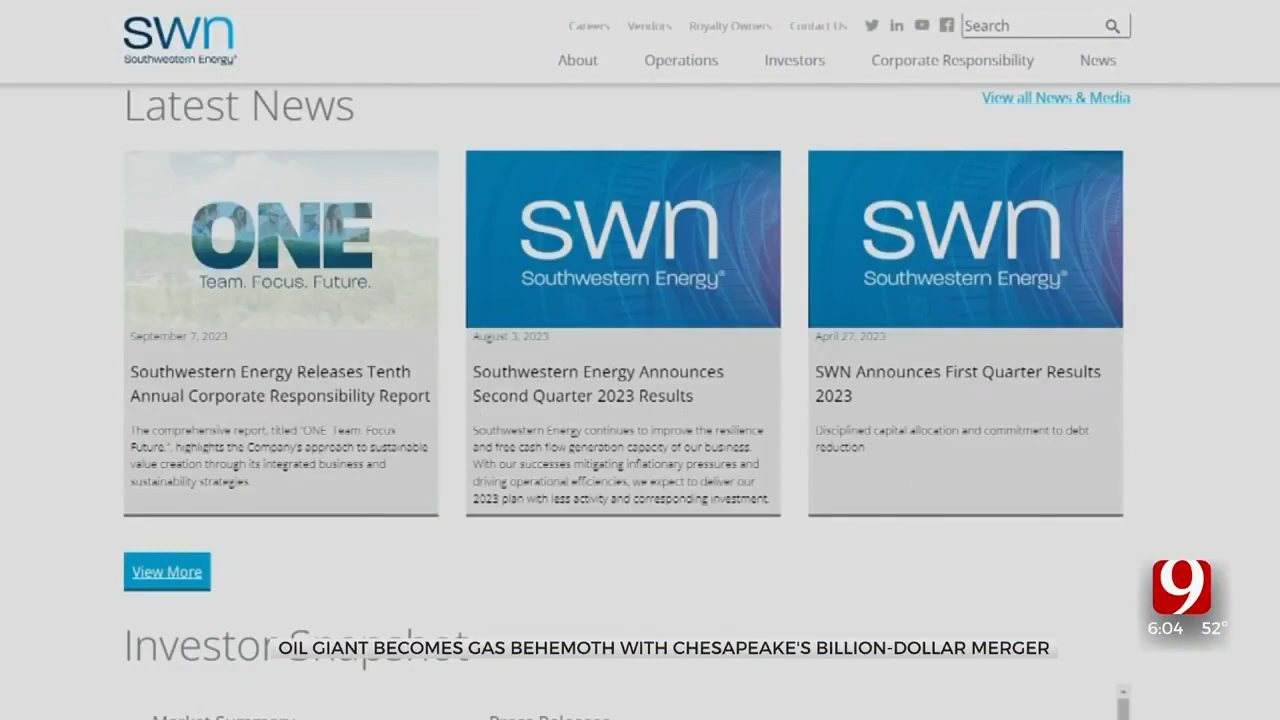 swn
Southwestern Energy®
Careers Vendors Royalty Owners Contact Us
Search
About Operations Investors Corporate Responsibility News
Latest News
View all News & Media
ONE
Team. Focus. Future.
September 7, 2023
Southwestern Energy Releases Tenth
Annual Corporate Responsibility Report
The comprehensive report, titled "ONE Team. Focus.
Future.", highlights the Company's approach to sustainable
value creation through its integrated business and
sustainability strategies.
swn
Southwestern Energy®
August 3, 2023
Southwestern Energy Announces
Second Quarter 2023 Results
Southwestern Energy continues to improve the resilience
and free cash flow generation capacity of our business.
With our successes mitigating inflationary pressures and
driving operational efficiencies, we expect to deliver our
2023 plan with less activity and corresponding investment.
swn
Southwestern Energy®
April 27, 2023
SWN Announces First Quarter Results
2023
Disciplined capital allocation and commitment to debt
reduction
View More
Investor Snapshot
OIL GIANT BECOMES GAS BEHEMOTH WITH CHESAPEAKE'S BILLION-DOLLAR MERGER
9
6:04 52°
Market Summary Press Releases